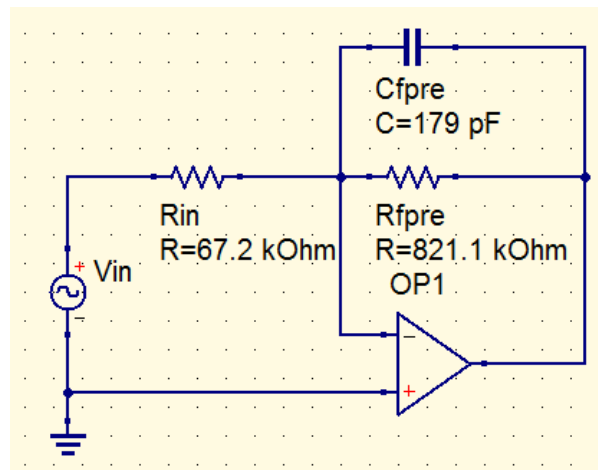 Cfpre
C=179 pF
Rin
R=67.2 kOhm
Rfpre
R=821.1 kOhm
OP1
+
Vin
−
−
+